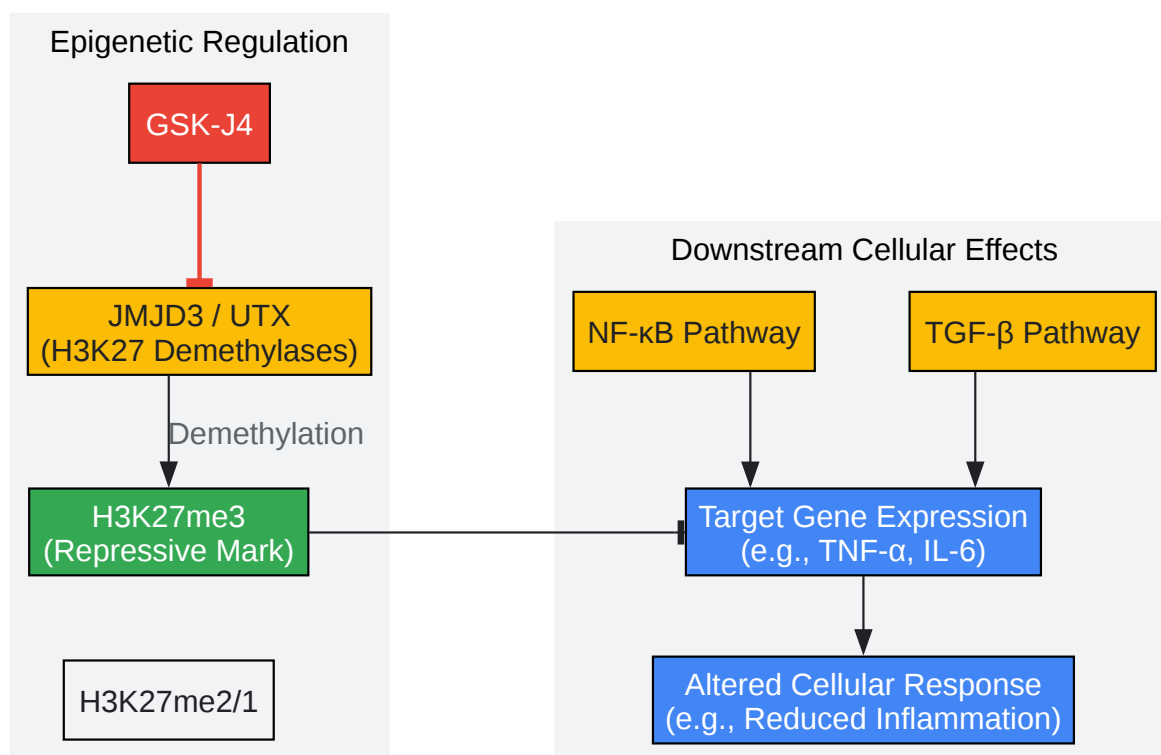 Epigenetic Regulation
GSK-J4
JMJD3 / UTX
(H3K27 Demethylases)
Demethylation
H3K27me3
(Repressive Mark)
H3K27me2/1
Downstream Cellular Effects
NF-κB Pathway
TGF-β Pathway
Target Gene Expression
(e.g., TNF-α, IL-6)
Altered Cellular Response
(e.g., Reduced Inflammation)